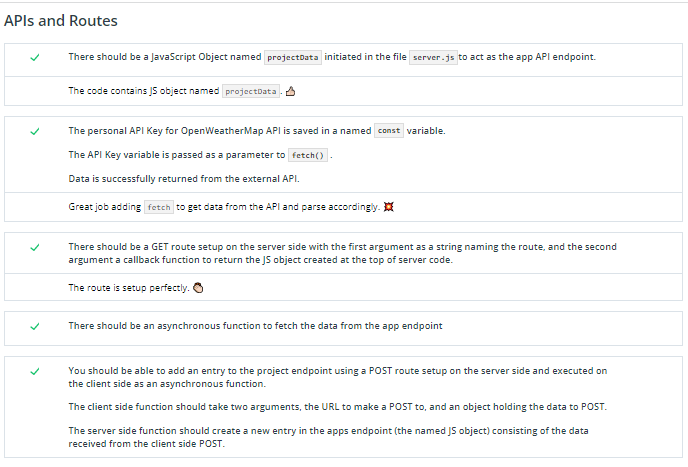 APIs and Routes
There should be a JavaScript Object named projectData initiated in the file server.js to act as the app API endpoint.
The code contains JS object named projectData.
The personal API Key for OpenWeatherMap API is saved in a named const variable.
The API Key variable is passed as a parameter to fetch() .
Data is successfully returned from the external API.
Great job adding fetch to get data from the API and parse accordingly.
There should be a GET route setup on the server side with the first argument as a string naming the route, and the second
argument a callback function to return the JS object created at the top of server code.
The route is setup perfectly.
There should be an asynchronous function to fetch the data from the app endpoint
You should be able to add an entry to the project endpoint using a POST route setup on the server side and executed on
the client side as an asynchronous function.
The client side function should take two arguments, the URL to make a POST to, and an object holding the data to POST.
The server side function should create a new entry in the apps endpoint (the named JS object) consisting of the data
received from the client side POST.